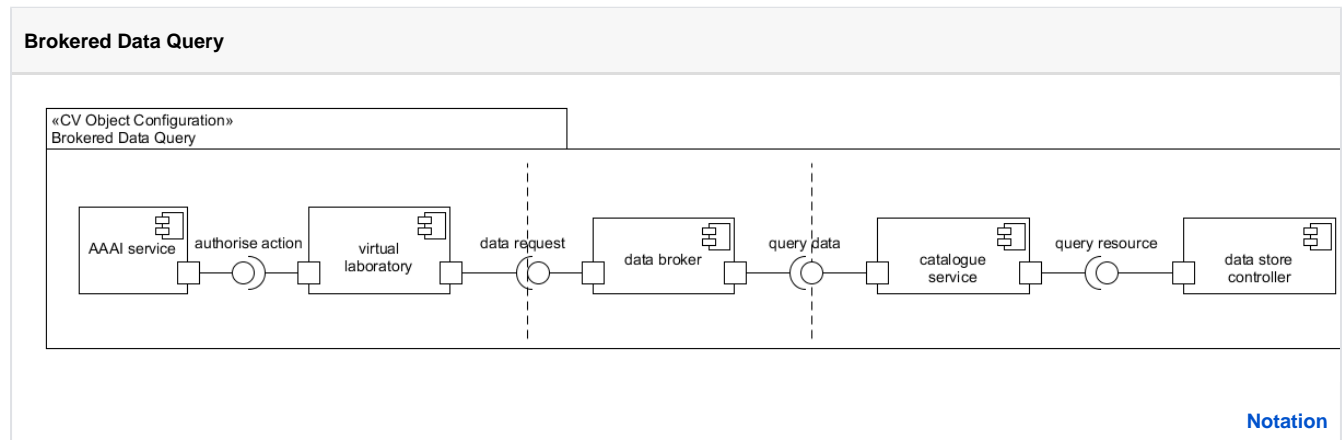 Brokered Data Query
«CV Object Configuration»
Brokered Data Query
AAAI service
authorise action
virtual
laboratory
data request
data broker
query data
catalogue
service
query resource
data store
controller
Notation